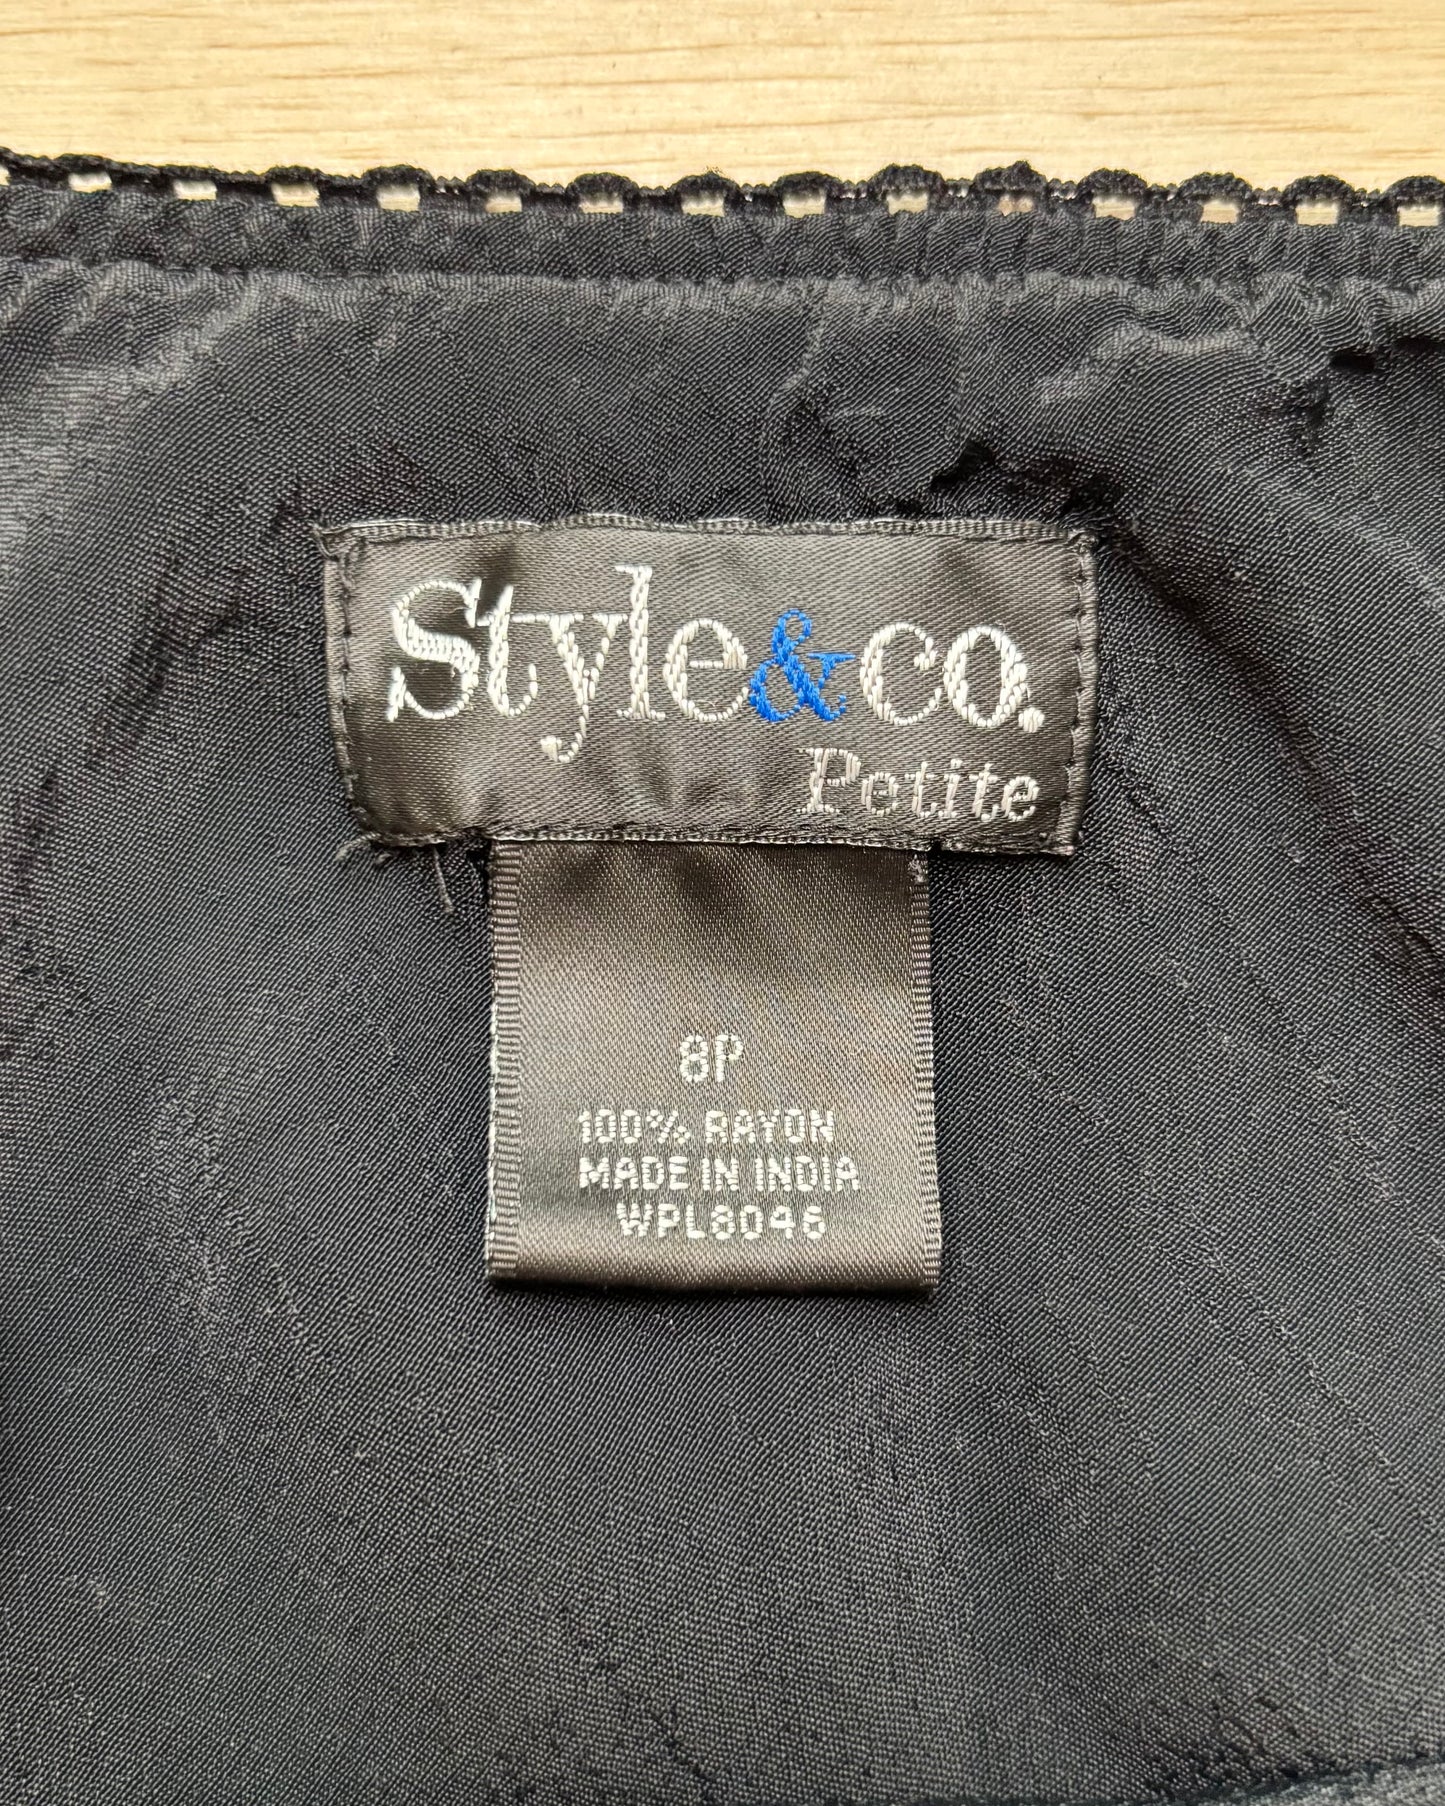 Style&co.
Petite
8P
100% RAYON
MADE IN INDIA
WPL8046